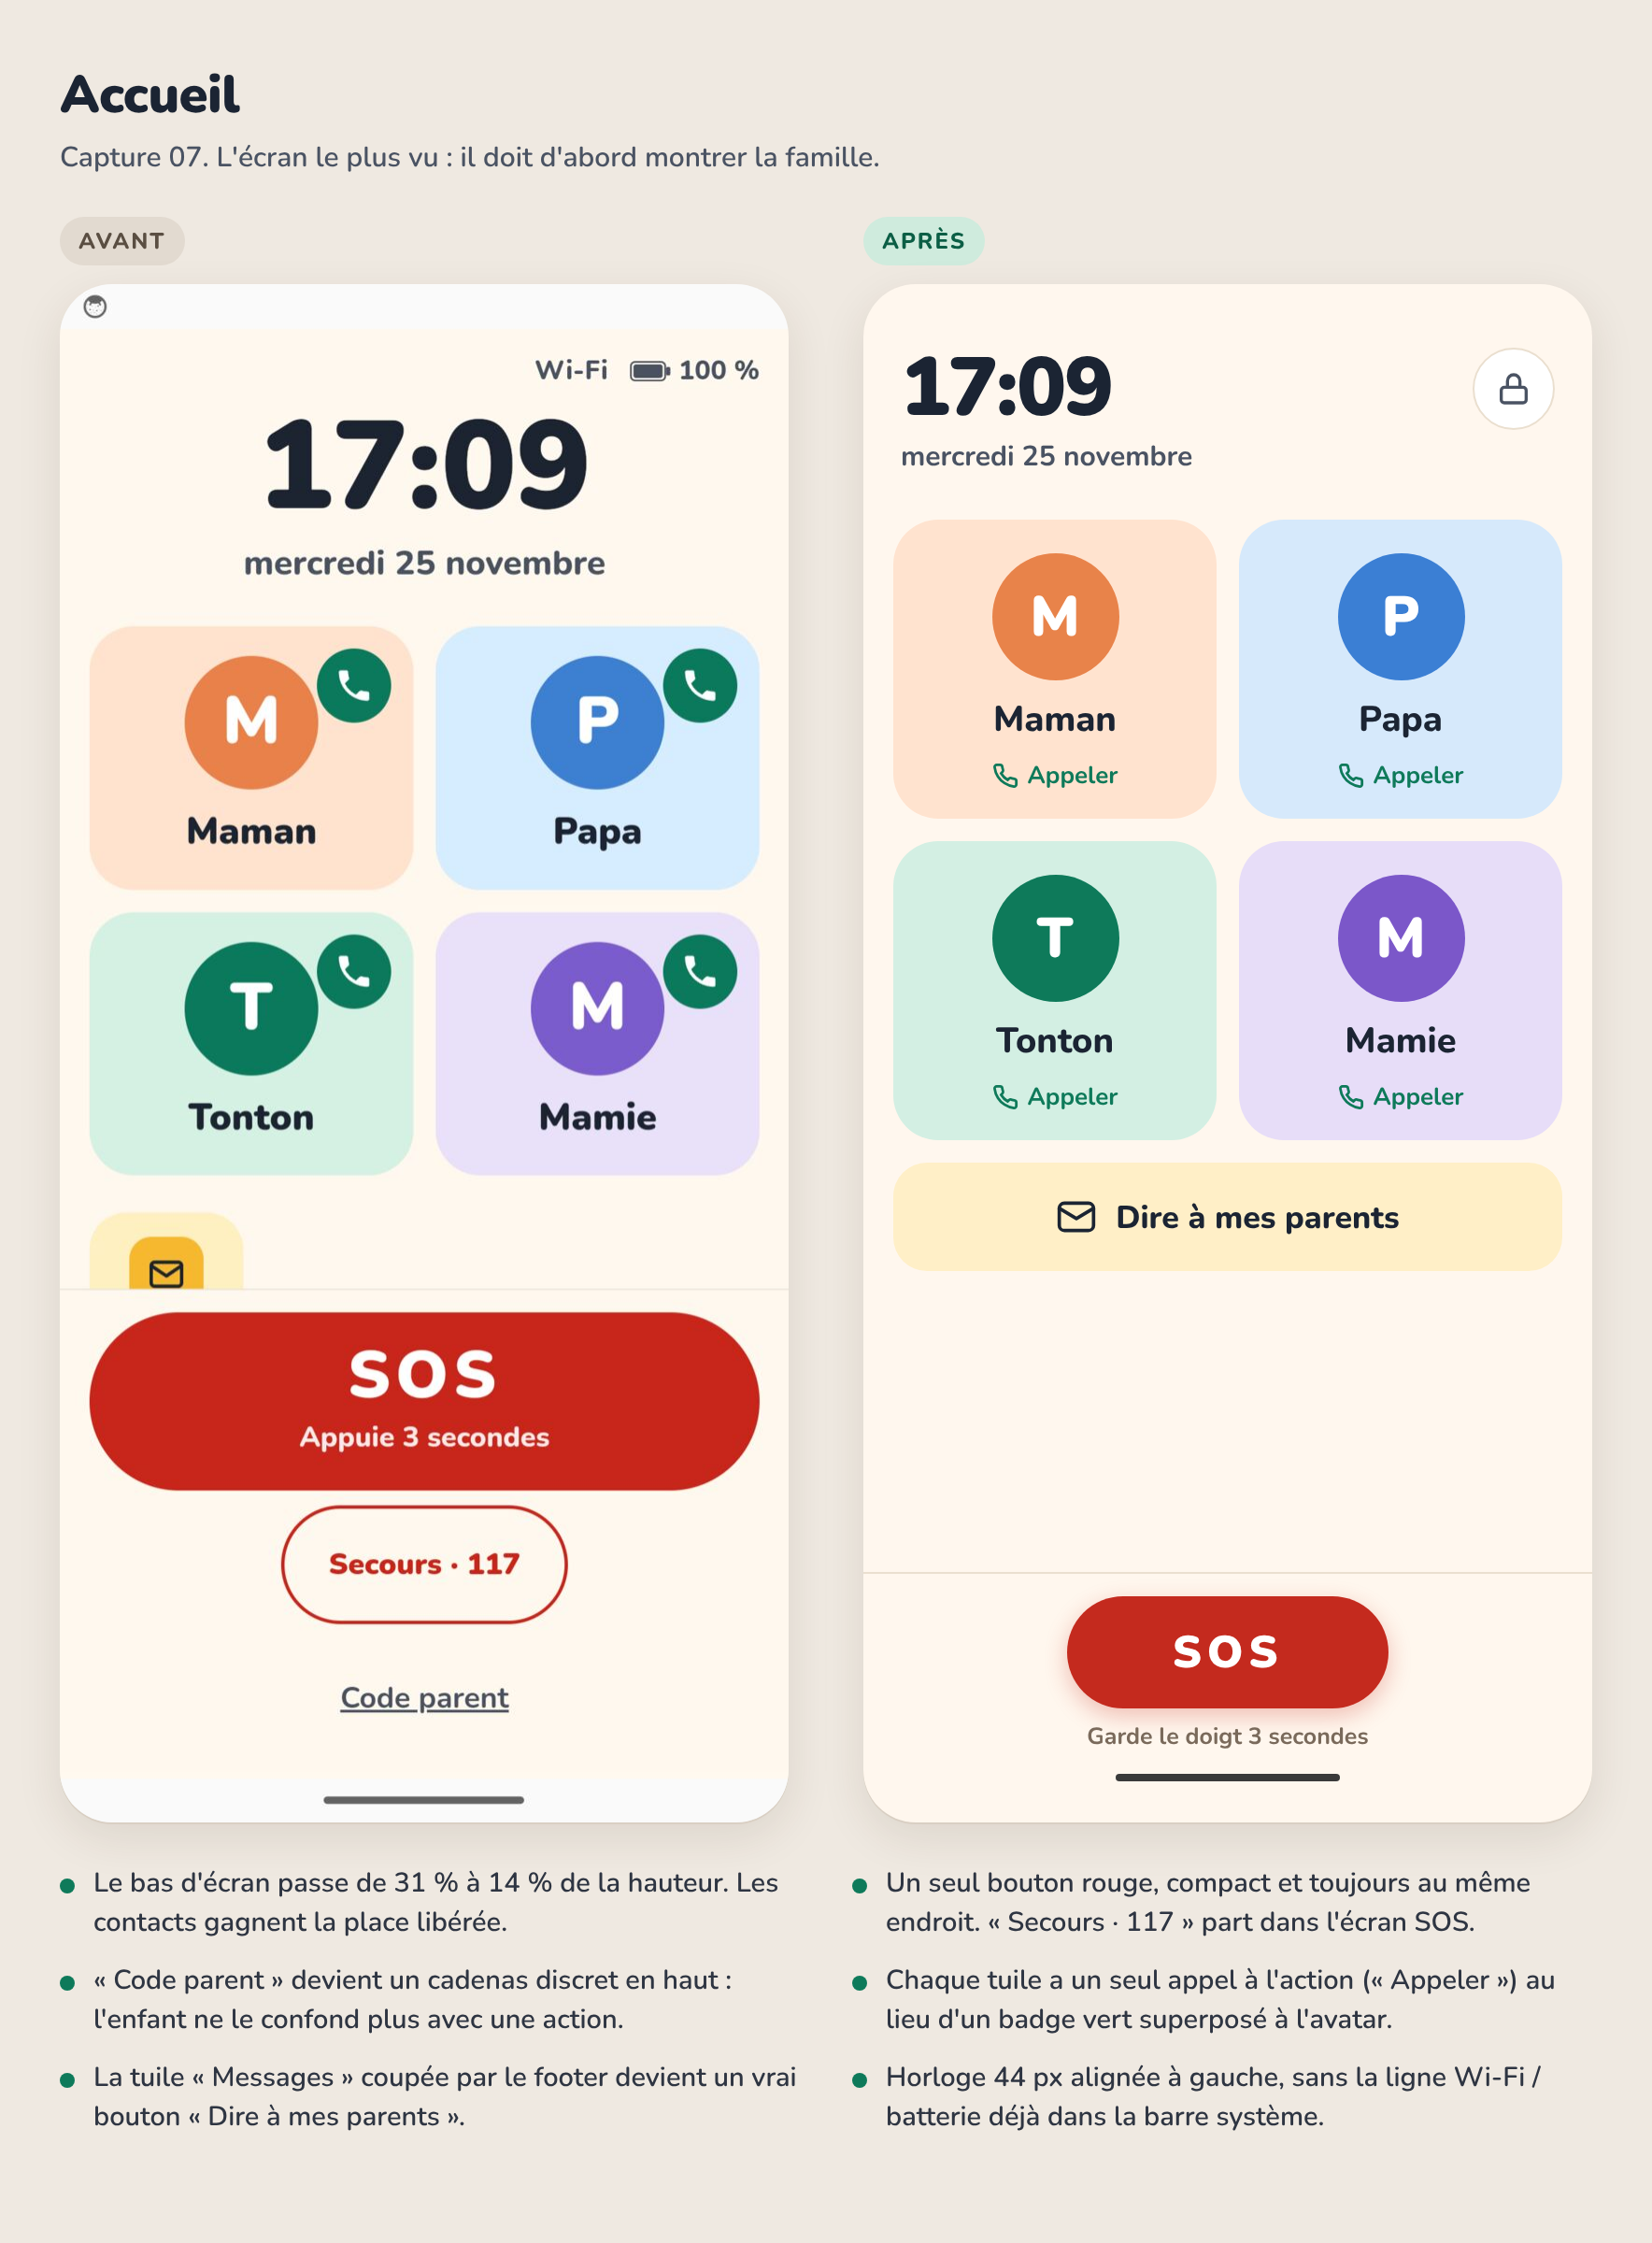 Accueil
Capture 07. L'écran le plus vu : il doit d'abord montrer la famille.
AVANT
Wi-Fi 100 %
17:09
mercredi 25 novembre
M
Maman
P
Papa
T
Tonton
M
Mamie
SOS
Appuie 3 secondes
Secours · 117
Code parent
APRÈS
17:09
mercredi 25 novembre
M
Maman
Appeler
P
Papa
Appeler
T
Tonton
Appeler
M
Mamie
Appeler
Dire à mes parents
SOS
Garde le doigt 3 secondes
Le bas d'écran passe de 31 % à 14 % de la hauteur. Les
contacts gagnent la place libérée.
« Code parent » devient un cadenas discret en haut :
l'enfant ne le confond plus avec une action.
La tuile « Messages » coupée par le footer devient un vrai
bouton « Dire à mes parents ».
Un seul bouton rouge, compact et toujours au même
endroit. « Secours · 117 » part dans l'écran SOS.
Chaque tuile a un seul appel à l'action (« Appeler ») au
lieu d'un badge vert superposé à l'avatar.
Horloge 44 px alignée à gauche, sans la ligne Wi-Fi /
batterie déjà dans la barre système.